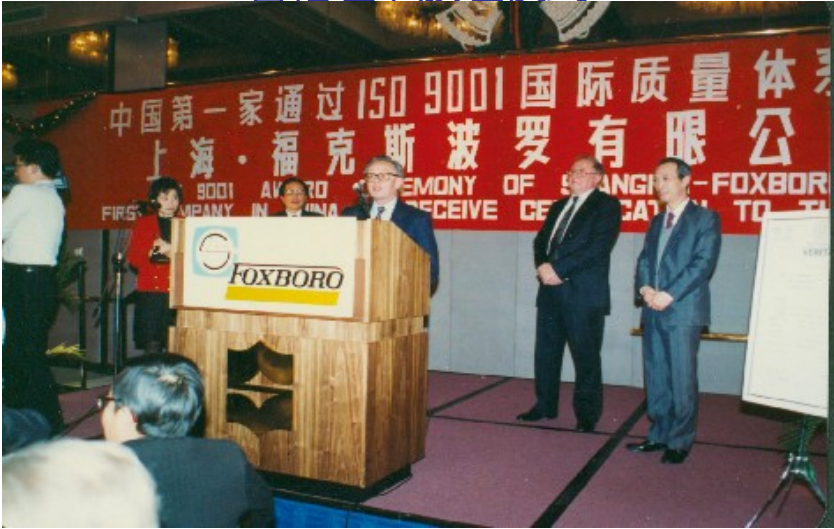 中国第一家通过ISO 9001国际质量体系
上海·福克斯波罗有限公
9001 AWARD CEREMONY OF SHANGHAI-FOXBORO
FIRST COMPANY IN CHINA RECEIVE CERTIFICATION TO
FOXBORO